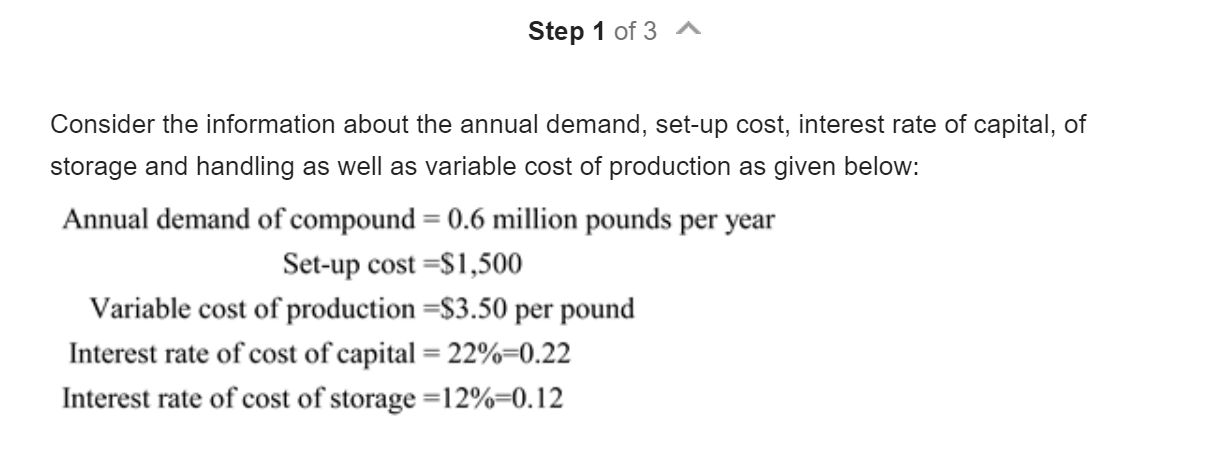 Step 1 of 3
Consider the information about the annual demand, set-up cost, interest rate of capital, of
storage and handling as well as variable cost of production as given below:
Annual demand of compound = 0.6 million pounds per year
Set-up cost =$1,500
Variable cost of production =$3.50 per pound
Interest rate of cost of capital = 22%=0.22
Interest rate of cost of storage =12%=0.12